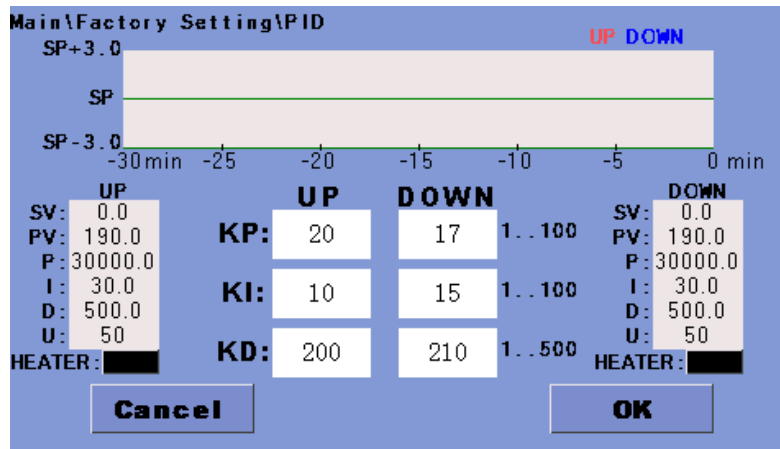 Main\Factory Setting\PID
UP DOWN
SP+3.0
SP
SP-3.0
-30min -25 -20 -15 -10 -5 0 min
UP
SV: 0.0
PV: 190.0
P: 30000.0
I: 30.0
D: 500.0
U: 50
HEATER:
UP DOWN
KP: 20 17 1..100
KI: 10 15 1..100
KD: 200 210 1..500
DOWN
SV: 0.0
PV: 190.0
P: 30000.0
I: 30.0
D: 500.0
U: 50
HEATER:
Cancel OK